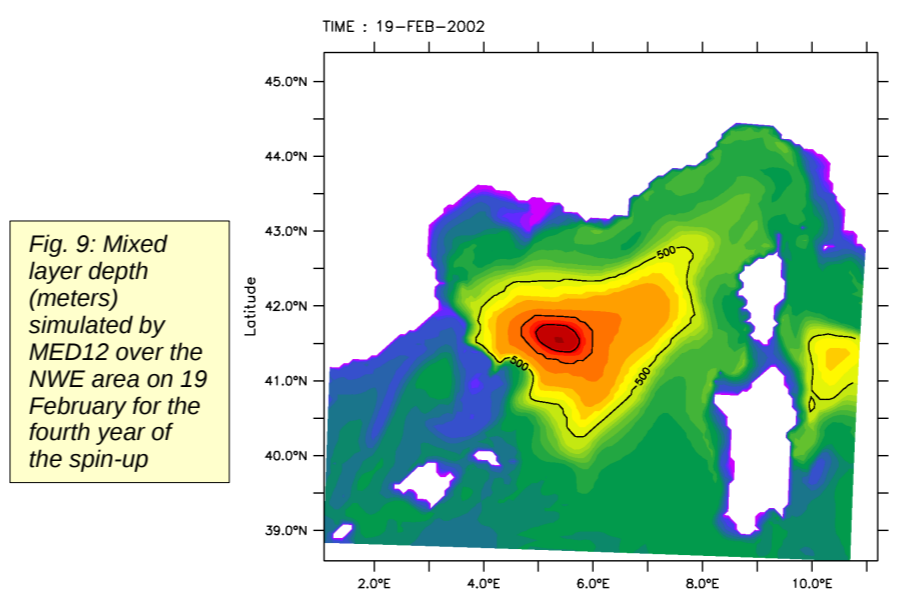 TIME : 19-FEB-2002
Fig. 9: Mixed
layer depth
(meters)
simulated by
MED12 over the
NWE area on 19
February for the
fourth year of
the spin-up
Latitude
45.0°N
44.0°N
43.0°N
42.0°N
41.0°N
40.0°N
39.0°N
500
500
500
2.0°E 4.0°E 6.0°E 8.0°E 10.0°E